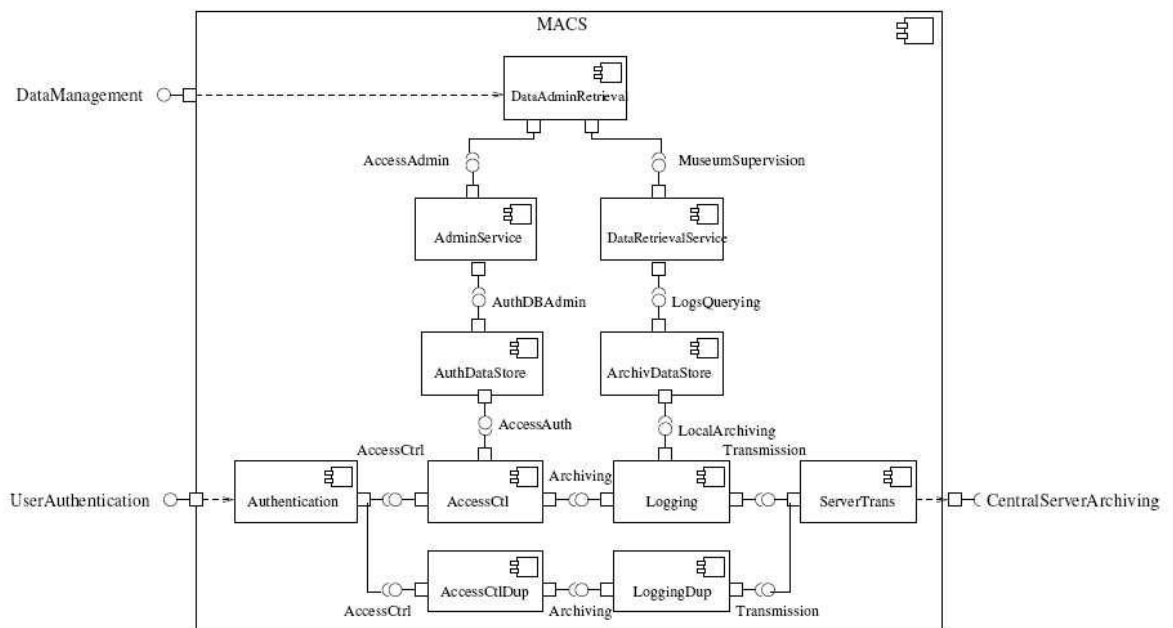 MACS
DataManagement
DataAdminRetrieval
AccessAdmin
MuseumSupervision
AdminService
DataRetrievalService
AuthDBAdmin
LogsQuerying
AuthDataStore
ArchivDataStore
AccessAuth
LocalArchiving
AccessCtrl
Archiving
Transmission
UserAuthentication
Authentication
AccessCtl
Logging
ServerTrans
CentralServerArchiving
AccessCtlDup
LoggingDup
AccessCtrl
Archiving
Transmission